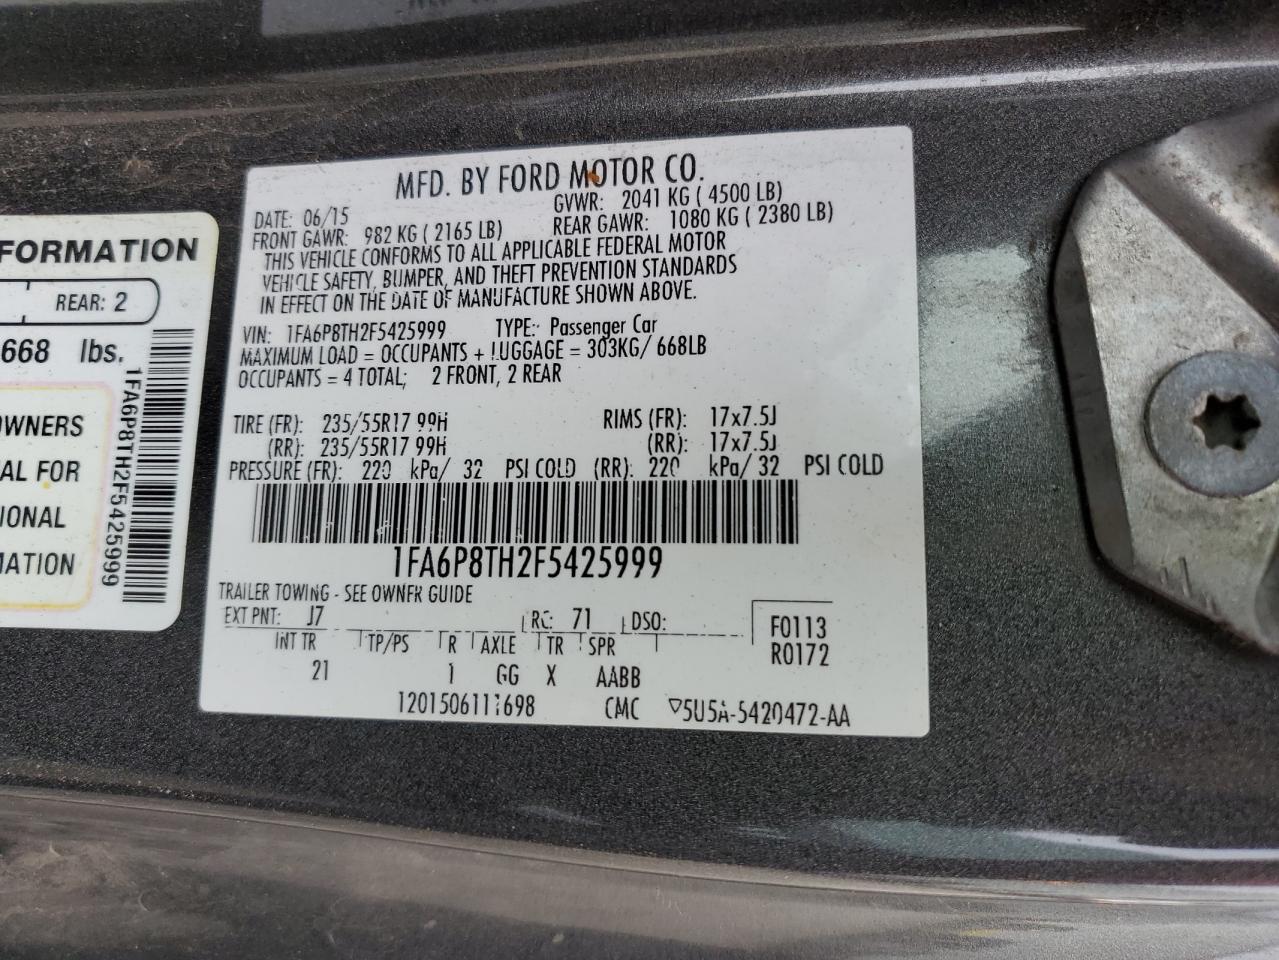 MFD. BY FORD MOTOR CO.
DATE: 06/15 GVWR: 2041 KG ( 4500 LB)
FRONT GAWR: 982 KG ( 2165 LB) REAR GAWR: 1080 KG ( 2380 LB)
THIS VEHICLE CONFORMS TO ALL APPLICABLE FEDERAL MOTOR
VEHICLE SAFETY, BUMPER, AND THEFT PREVENTION STANDARDS
IN EFFECT ON THE DATE OF MANUFACTURE SHOWN ABOVE.
VIN: 1FA6P8TH2F5425999 TYPE: Passenger Car
MAXIMUM LOAD = OCCUPANTS + LUGGAGE = 303KG/ 668LB
OCCUPANTS = 4 TOTAL; 2 FRONT, 2 REAR
TIRE (FR): 235/55R17 99H RIMS (FR): 17x7.5J
(RR): 235/55R17 99H (RR): 17x7.5J
PRESSURE (FR): 220 kPa/ 32 PSI COLD (RR): 220 kPa/ 32 PSI COLD
1FA6P8TH2F5425999
TRAILER TOWING - SEE OWNER GUIDE
EXT PNT: J7 RC: 71 DSO: F0113
INT TR TP/PS R AXLE TR SPR R0172
21 1 GG X AABB
1201506111698 CMC ▽5U5A-5420472-AA
FORMATION
REAR: 2
668 lbs.
WNERS
AL FOR
IONAL
MATION
1FA6P8TH2F5425999